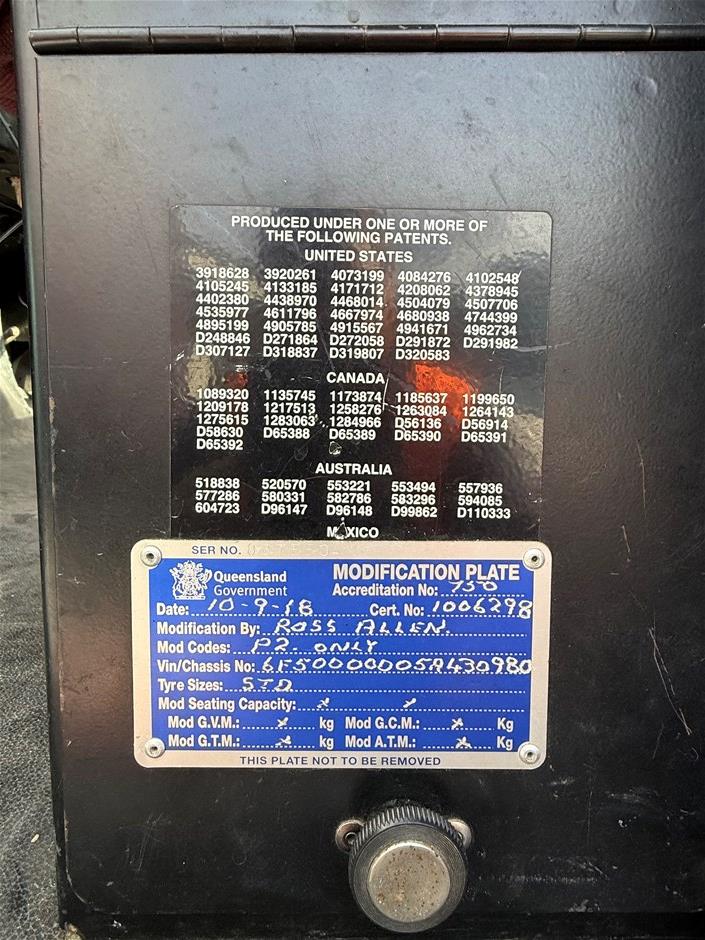 PRODUCED UNDER ONE OR MORE OF
THE FOLLOWING PATENTS.
UNITED STATES
3918628 3920261 4073199 4084276 4102548
4105245 4133185 4171712 4208062 4378945
4402380 4438970 4468014 4504079 4507706
4535977 4611796 4667974 4680938 4744399
4895199 4905785 4915567 4941671 4962734
D248846 D271864 D272058 D291872 D291982
D307127 D318837 D319807 D320583
CANADA
1089320 1135745 1173874 1185637 1199650
1209178 1217513 1258276 1263084 1264143
1275615 1283063 1284966 D56136 D56914
D58630 D65388 D65389 D65390 D65391
D65392
AUSTRALIA
518838 520570 553221 553494 557936
577286 580331 582786 583296 594085
604723 D96147 D96148 D99862 D110333
MEXICO
SER NO.
Queensland
Government
MODIFICATION PLATE
Accreditation No: 750
Date: 10-9-18 Cert. No: 1006298
Modification By: ROSS ALLEN.
Mod Codes: P2. ONLY
Vin/Chassis No: 6F50000005A430980
Tyre Sizes: STD
Mod Seating Capacity: x /
Mod G.V.M.: x kg Mod G.C.M.: x Kg
Mod G.T.M.: x kg Mod A.T.M.: x Kg
THIS PLATE NOT TO BE REMOVED